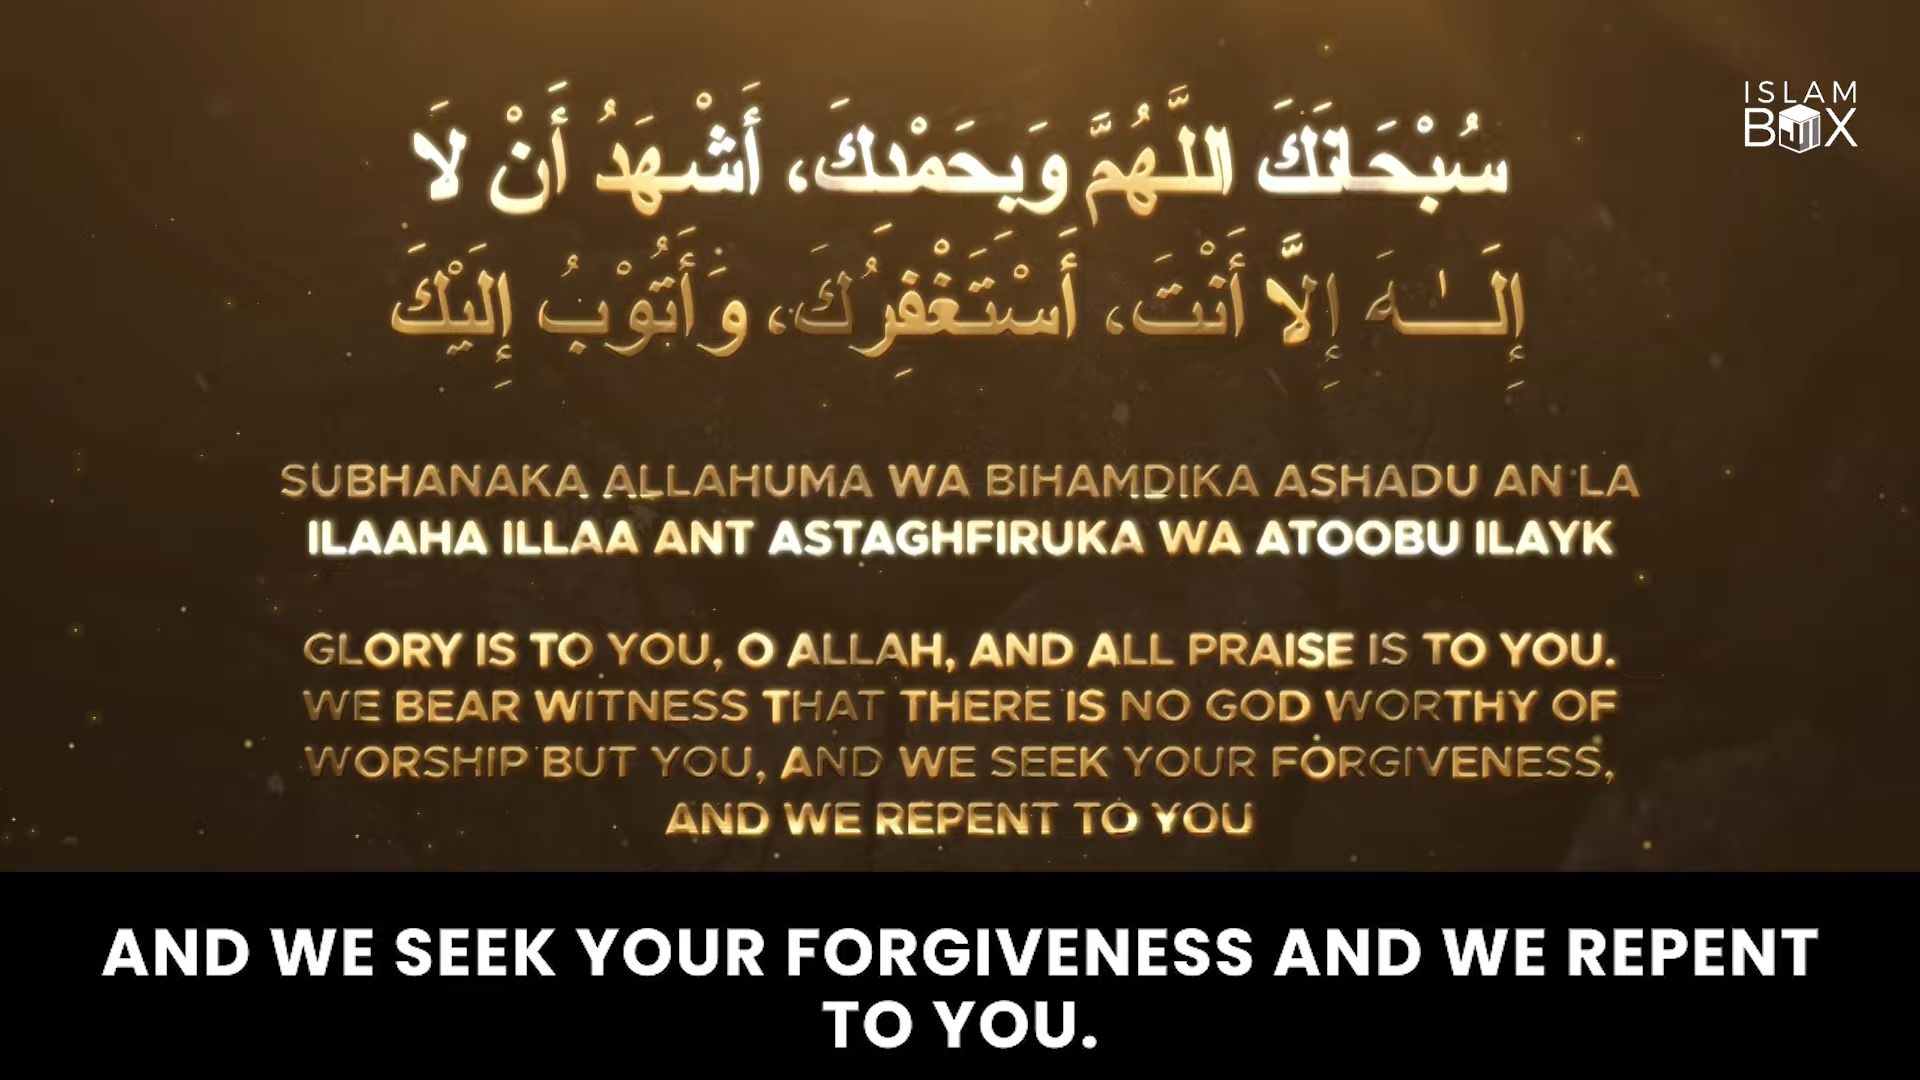 سُبْحَانَكَ اللَّهُمَّ وَبِحَمْدِكَ، أَشْهَدُ أَنْ لَا
إِلَـٰهَ إِلَّا أَنْتَ، أَسْتَغْفِرُكَ، وَأَتُوْبُ إِلَيْكَ
ISLAM
BOX
SUBHANAKA ALLAHUMA WA BIHAMDIKA ASHADU AN LA
ILAAHA ILLAA ANT ASTAGHFIRUKA WA ATOOBU ILAYK
GLORY IS TO YOU, O ALLAH, AND ALL PRAISE IS TO YOU.
WE BEAR WITNESS THAT THERE IS NO GOD WORTHY OF
WORSHIP BUT YOU, AND WE SEEK YOUR FORGIVENESS,
AND WE REPENT TO YOU
AND WE SEEK YOUR FORGIVENESS AND WE REPENT
TO YOU.